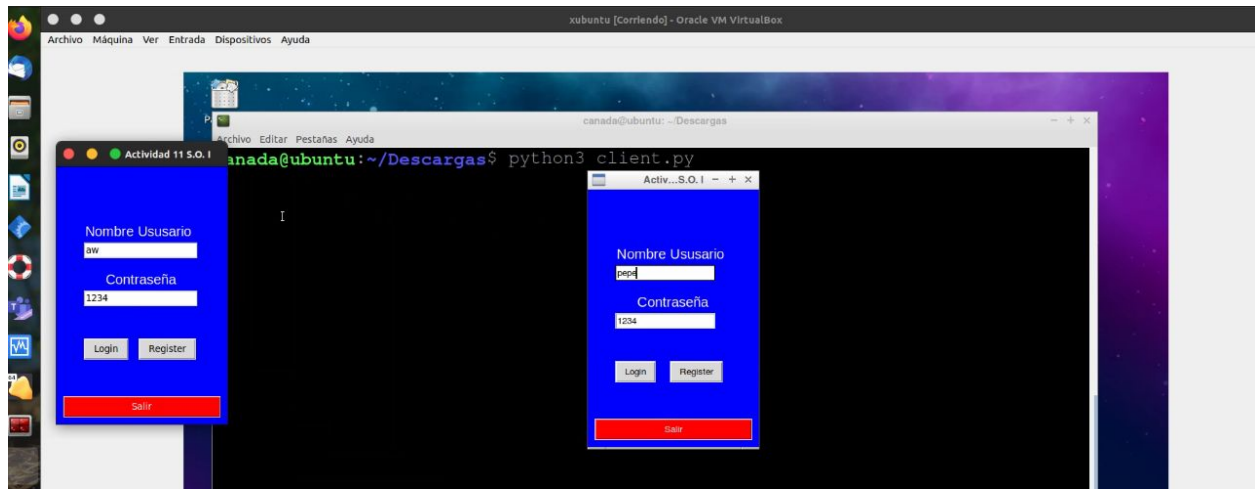 xubuntu [Corriendo] - Oracle VM VirtualBox
Archivo Máquina Ver Entrada Dispositivos Ayuda
canada@ubuntu: ~/Descargas
Archivo Editar Pestañas Ayuda
canada@ubuntu:~/Descargas$ python3 client.py
Actividad 11 S.O. I
Nombre Ususario
aw
Contraseña
1234
Login Register
Salir
Activ...S.O. I
Nombre Ususario
pepe
Contraseña
1234
Login Register
Salir